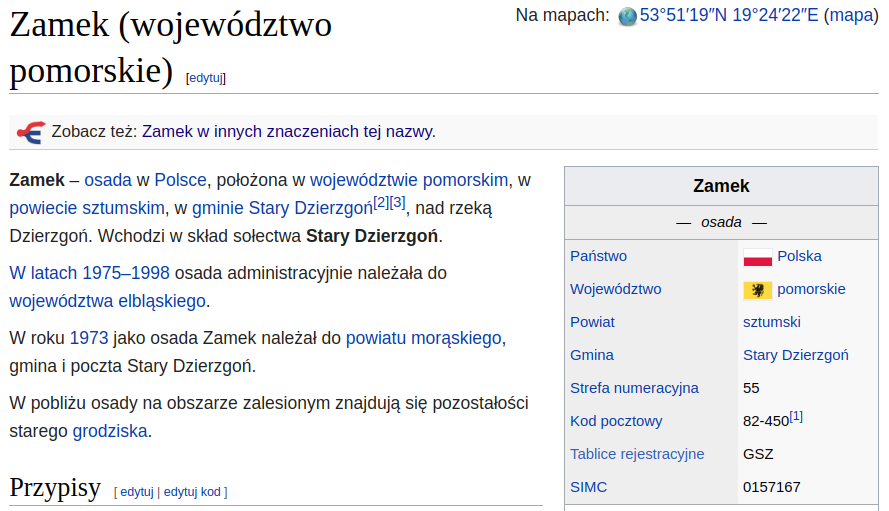 Zamek (województwo
pomorskie) [edytuj]
Na mapach: 53°51′19″N 19°24′22″E (mapa)
Zobacz też: Zamek w innych znaczeniach tej nazwy.
Zamek – osada w Polsce, położona w województwie pomorskim, w
powiecie sztumskim, w gminie Stary Dzierzgoń[2][3], nad rzeką
Dzierzgoń. Wchodzi w skład sołectwa Stary Dzierzgoń.
W latach 1975–1998 osada administracyjnie należała do
województwa elbląskiego.
W roku 1973 jako osada Zamek należał do powiatu morąskiego,
gmina i poczta Stary Dzierzgoń.
W pobliżu osady na obszarze zalesionym znajdują się pozostałości
starego grodziska.
Przypisy [ edytuj | edytuj kod ]
Zamek
— osada —
Państwo Polska
Województwo pomorskie
Powiat sztumski
Gmina Stary Dzierzgoń
Strefa numeracyjna 55
Kod pocztowy 82-450[1]
Tablice rejestracyjne GSZ
SIMC 0157167